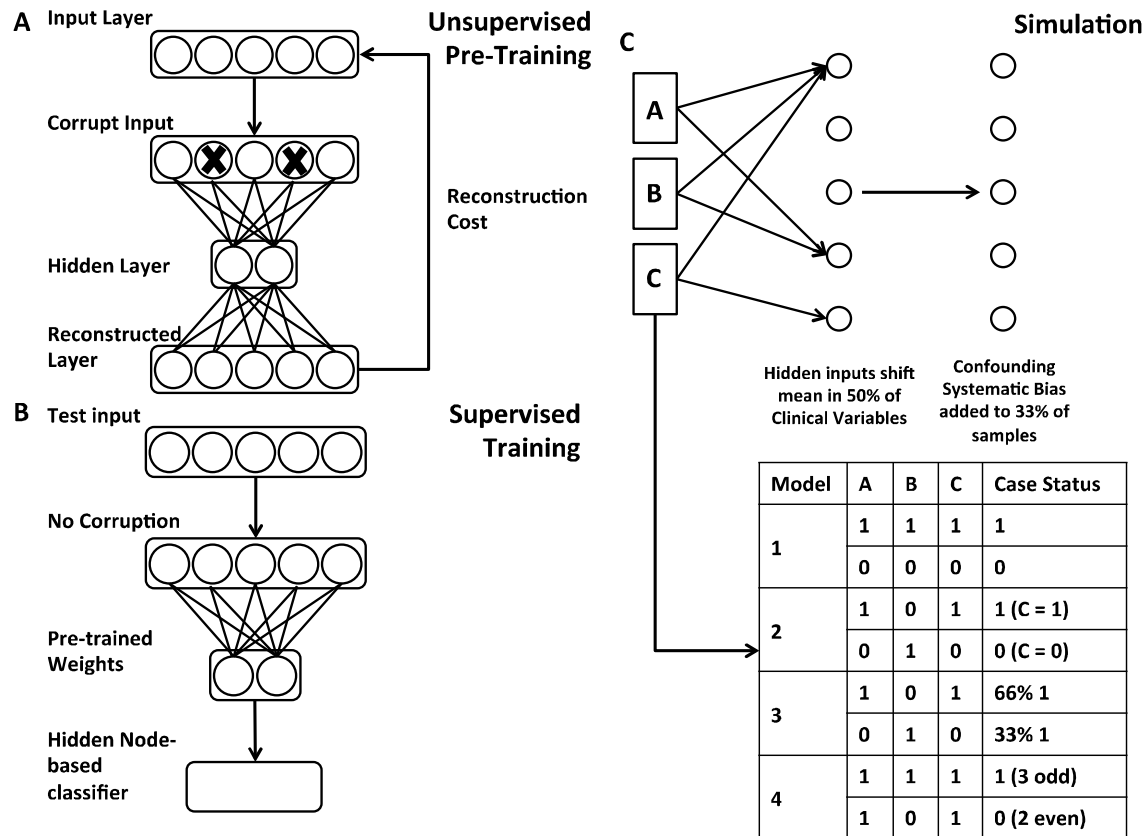 A
Input Layer
Unsupervised
Pre-Training
Corrupt Input
Reconstruction
Cost
Hidden Layer
Reconstructed
Layer
B
Test input
Supervised
Training
No Corruption
Pre-trained
Weights
Hidden Node-
based
classifier
C
Simulation
A
B
C
Hidden inputs shift
mean in 50% of
Clinical Variables
Confounding
Systematic Bias
added to 33% of
samples
Model A B C Case Status
1
1 1 1 1
0 0 0 0
2
1 0 1 1 (C = 1)
0 1 0 0 (C = 0)
3
1 0 1 66% 1
0 1 0 33% 1
4
1 1 1 1 (3 odd)
1 0 1 0 (2 even)